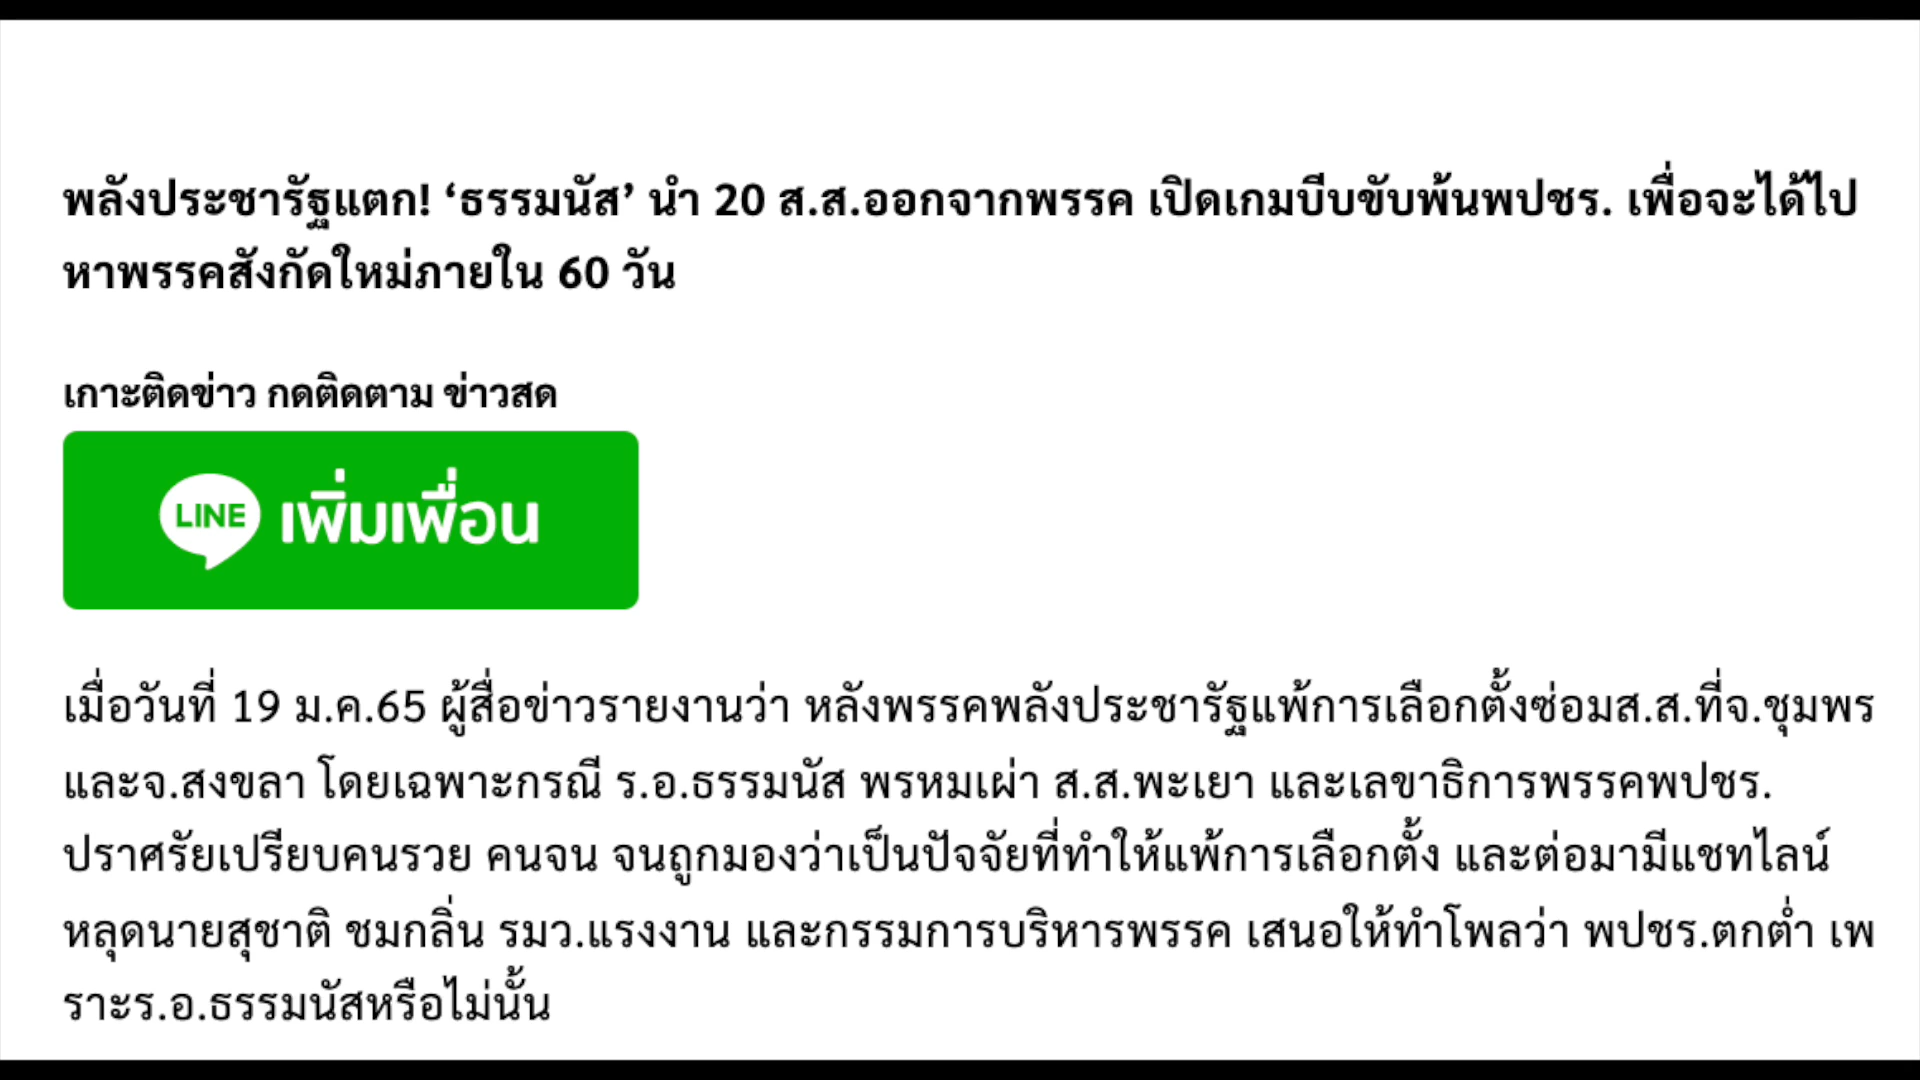 พลังประชารัฐแตก! ‘ธรรมนัส’ นำ 20 ส.ส.ออกจากพรรค เปิดเกมบีบขับพ้นพปชร. เพื่อจะได้ไป
หาพรรคสังกัดใหม่ภายใน 60 วัน
เกาะติดข่าว กดติดตาม ข่าวสด
LINE เพิ่มเพื่อน
เมื่อวันที่ 19 ม.ค.65 ผู้สื่อข่าวรายงานว่า หลังพรรคพลังประชารัฐแพ้การเลือกตั้งซ่อมส.ส.ที่จ.ชุมพร
และจ.สงขลา โดยเฉพาะกรณี ร.อ.ธรรมนัส พรหมเผ่า ส.ส.พะเยา และเลขาธิการพรรคพปชร.
ปราศรัยเปรียบคนรวย คนจน จนถูกมองว่าเป็นปัจจัยที่ทำให้แพ้การเลือกตั้ง และต่อมามีแชทไลน์
หลุดนายสุชาติ ชมกลิ่น รมว.แรงงาน และกรรมการบริหารพรรค เสนอให้ทำโพลว่า พปชร.ตกต่ำ เพ
ราะร.อ.ธรรมนัสหรือไม่นั้น